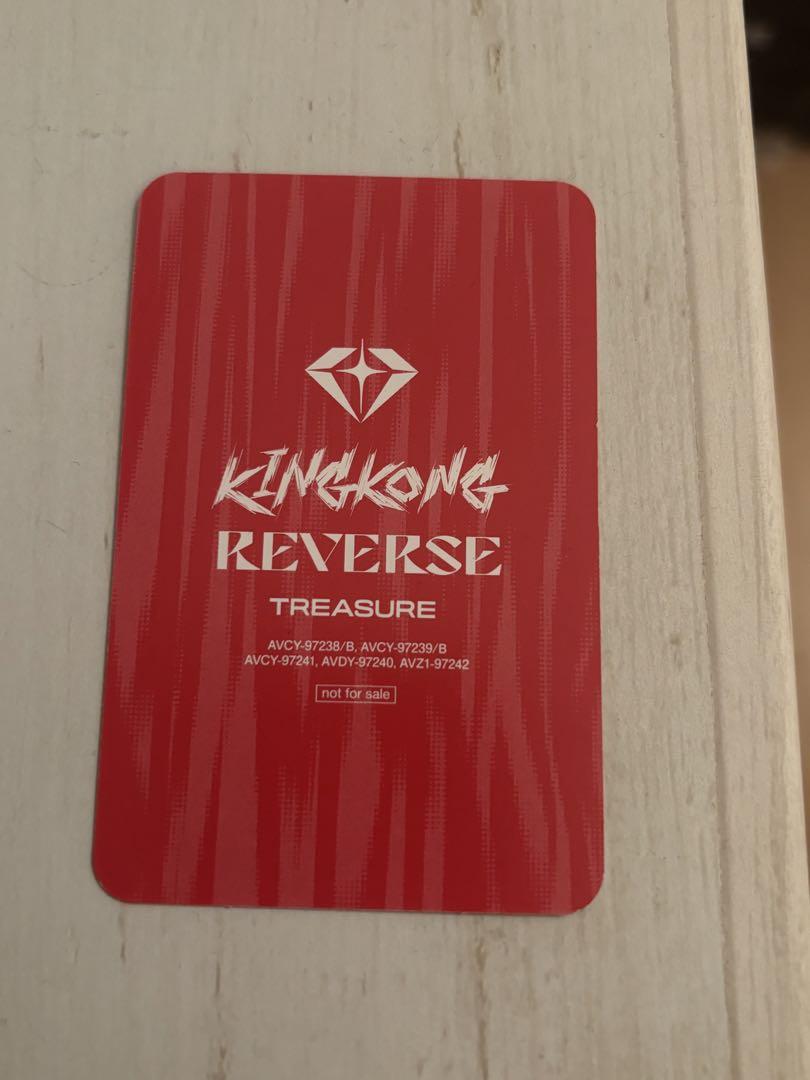 KINGKONG
REVERSE
TREASURE
AVCY-97238/B, AVCY-97239/B
AVCY-97241, AVDY-97240, AVZ1-97242
not for sale